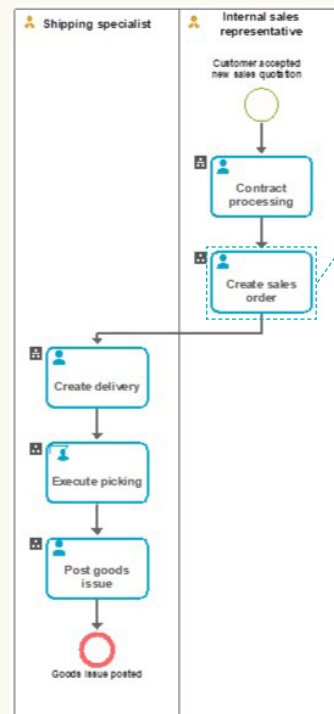 Shipping specialist
Internal sales
representative
Customer accepted
new sales quotation
Contract
processing
Create sales
order
Create delivery
Execute picking
Post goods
issue
Goods issue posted